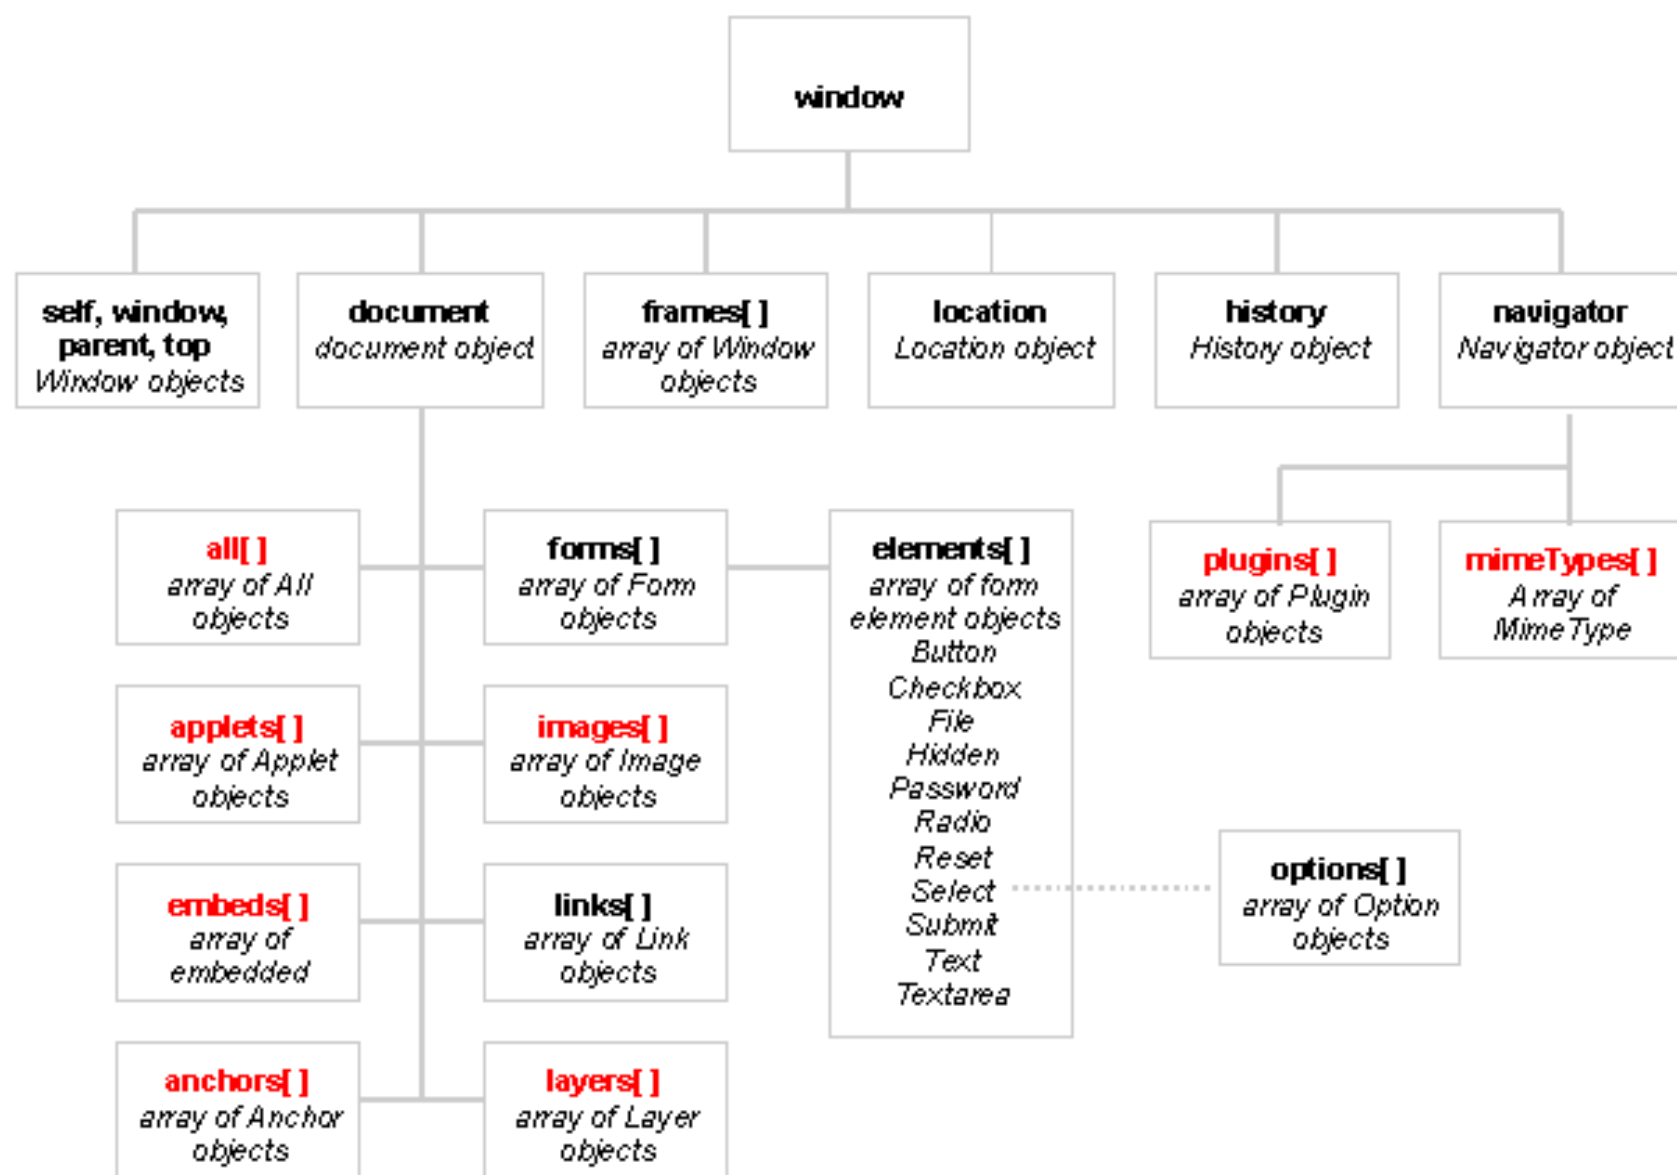 window
self, window,
parent, top
Window objects
document
document object
frames[ ]
array of Window
objects
location
Location object
history
History object
navigator
Navigator object
all[ ]
array of All
objects
forms[ ]
array of Form
objects
elements[ ]
array of form
element objects
Button
Checkbox
File
Hidden
Password
Radio
Reset
Select
Submit
Text
Textarea
plugins[ ]
array of Plugin
objects
mimeTypes[ ]
Array of
MimeType
applets[ ]
array of Applet
objects
images[ ]
array of Image
objects
options[ ]
array of Option
objects
embeds[ ]
array of
embedded
links[ ]
array of Link
objects
anchors[ ]
array of Anchor
objects
layers[ ]
array of Layer
objects